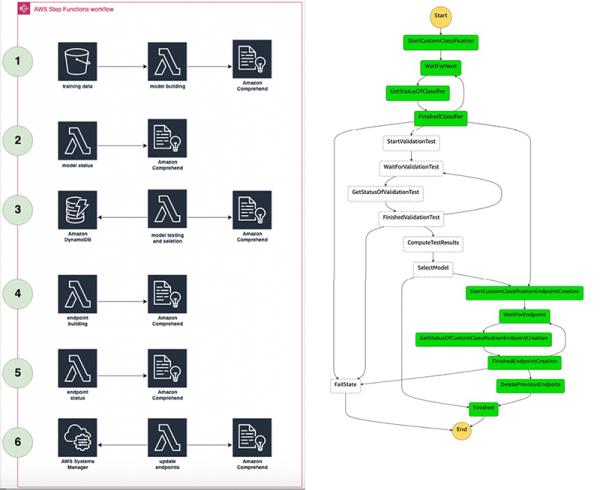 AWS Step Functions workflow
1
training data
model building
Amazon
Comprehend
2
model status
Amazon
Comprehend
3
Amazon
DynamoDB
model testing
and seletion
Amazon
Comprehend
4
endpoint
building
Amazon
Comprehend
5
endpoint
status
Amazon
Comprehend
6
AWS Systems
Manager
update
endpoints
Amazon
Comprehend
Start
StartCustomClassification
WaitForNext
GetStatusOfClassifier
FinishedClassifier
StartValidationTest
WaitForValidationTest
GetStatusOfValidationTest
FinishedValidationTest
ComputeTestResults
SelectModel
StartCustomClassificationEndpointCreation
WaitForEndpoint
GetStatusOfCustomClassificationEndpointCreation
FinishedEndpointCreation
FailState
DeletePreviousEndpoits
Finished
End